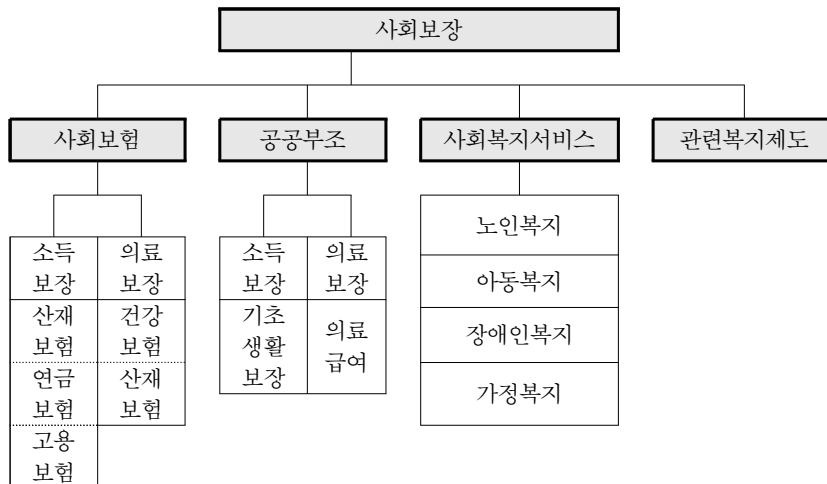 사회보장
사회보험
공공부조
사회복지서비스
관련복지제도
소득
보장
의료
보장
산재
보험
건강
보험
연금
보험
산재
보험
고용
보험
소득
보장
의료
보장
기초
생활
보장
의료
급여
노인복지
아동복지
장애인복지
가정복지